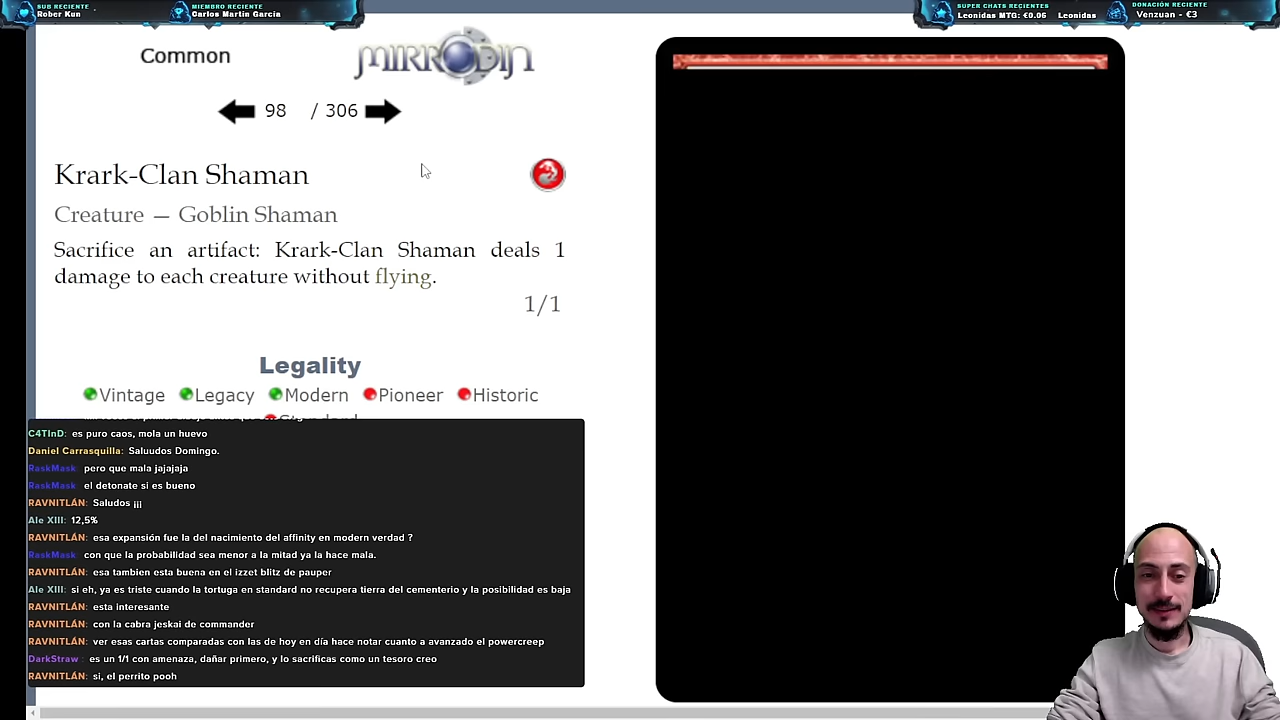 SUB RECIENTE
Rober Kun
MIEMBRO RECIENTE
Carlos Martin Garcia
SUPER CHATS RECIENTES
Leonidas MTG: €0.06 Leonidas
DONACIÓN RECIENTE
Venzuan - €3
Common
MIRRODIN
98 / 306
Krark-Clan Shaman
Creature — Goblin Shaman
Sacrifice an artifact: Krark-Clan Shaman deals 1
damage to each creature without flying.
1/1
Legality
Vintage Legacy Modern Pioneer Historic
C4TInD: es puro caos, mola un huevo
Daniel Carrasquilla: Saluudos Domingo.
RaskMask: pero que mala jajajaja
RaskMask: el detonate si es bueno
RAVNITLÁN: Saludos ¡¡¡
Ale XIII: 12,5%
RAVNITLÁN: esa expansión fue la del nacimiento del affinity en modern verdad ?
RaskMask: con que la probabilidad sea menor a la mitad ya la hace mala.
RAVNITLÁN: esa tambien esta buena en el izzet blitz de pauper
Ale XIII: si eh, ya es triste cuando la tortuga en standard no recupera tierra del cementerio y la posibilidad es baja
RAVNITLÁN: esta interesante
RAVNITLÁN: con la cabra jeskai de commander
RAVNITLÁN: ver esas cartas comparadas con las de hoy en día hace notar cuanto a avanzado el powercreep
DarkStraw : es un 1/1 con amenaza, dañar primero, y lo sacrificas como un tesoro creo
RAVNITLÁN: si, el perrito pooh